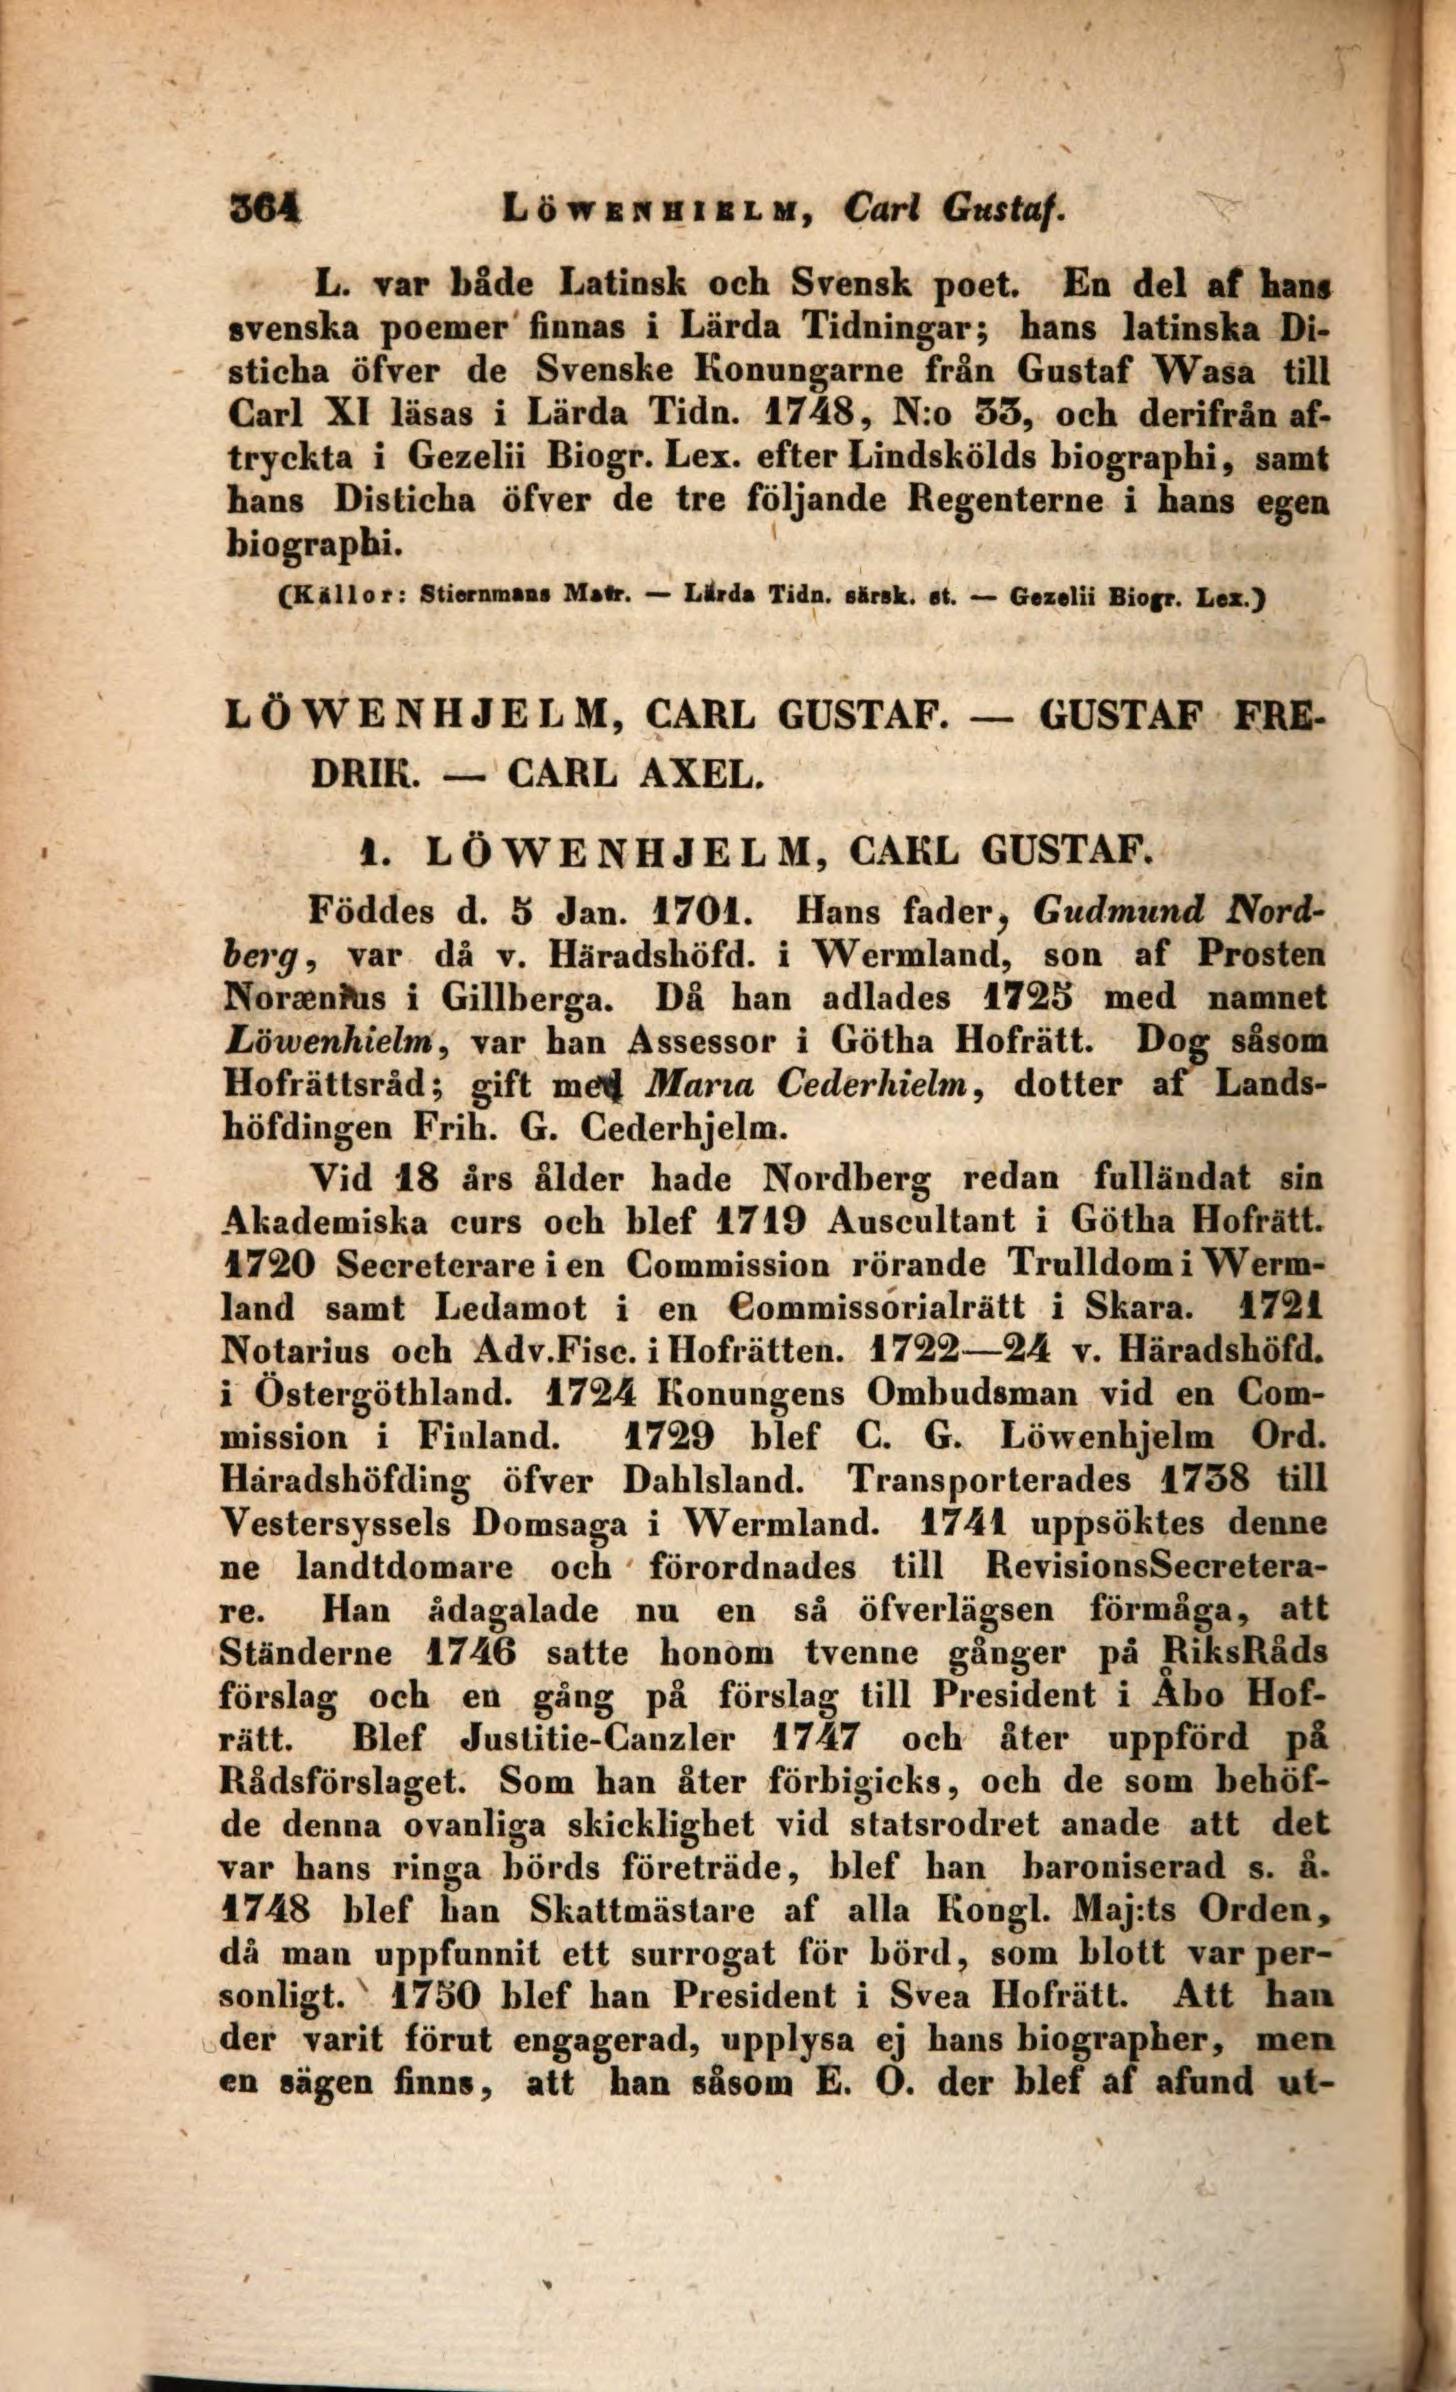 364 LÖWENHIELM, Carl Gustaf.
L. var både Latinsk och Svensk poet. En del af hans
svenska poemer finnas i Lärda Tidningar; hans latinska Di-
sticha öfver de Svenske Konungarne från Gustaf Wasa till
Carl XI läsas i Lärda Tidn. 1748, N:o 33, och derifrån af-
tryckta i Gezelii Biogr. Lex. efter Lindskölds biographi, samt
hans Disticha öfver de tre följande Regenterne i hans egen
biographi.
(Källor: Stiernmans Matr. — Lärda Tidn. särsk. st. — Gezelii Biogr. Lex.)
LÖWENHJELM, CARL GUSTAF. — GUSTAF FRE-
DRIK. — CARL AXEL.
1. LÖWENHJELM, CARL GUSTAF.
Föddes d. 5 Jan. 1701. Hans fader, Gudmund Nord-
berg, var då v. Häradshöfd. i Wermland, son af Prosten
Norænius i Gillberga. Då han adlades 1725 med namnet
Löwenhielm, var han Assessor i Götha Hofrätt. Dog såsom
Hofrättsråd; gift med Maria Cederhielm, dotter af Lands-
höfdingen Frih. G. Cederhjelm.
Vid 18 års ålder hade Nordberg redan fulländat sin
Akademiska curs och blef 1719 Auscultant i Götha Hofrätt.
1720 Secreterare i en Commission rörande Trulldom i Werm-
land samt Ledamot i en Commissorialrätt i Skara. 1721
Notarius och Adv.Fisc. i Hofrätten. 1722—24 v. Häradshöfd.
i Östergöthland. 1724 Konungens Ombudsman vid en Com-
mission i Finland. 1729 blef C. G. Löwenhjelm Ord.
Häradshöfding öfver Dahlsland. Transporterades 1738 till
Vestersyssels Domsaga i Wermland. 1741 uppsöktes denne
ne landtdomare och förordnades till RevisionsSecretera-
re. Han ådagalade nu en så öfverlägsen förmåga, att
Ständerne 1746 satte honom tvenne gånger på RiksRåds
förslag och en gång på förslag till President i Åbo Hof-
rätt. Blef Justitie-Canzler 1747 och åter uppförd på
Rådsförslaget. Som han åter förbigicks, och de som behöf-
de denna ovanliga skicklighet vid statsrodret anade att det
var hans ringa börds företräde, blef han baroniserad s. å.
1748 blef han Skattmästare af alla Kongl. Maj:ts Orden,
då man uppfunnit ett surrogat för börd, som blott var per-
sonligt. 1750 blef han President i Svea Hofrätt. Att han
der varit förut engagerad, upplysa ej hans biographer, men
en sägen finns, att han såsom E. O. der blef af afund ut-